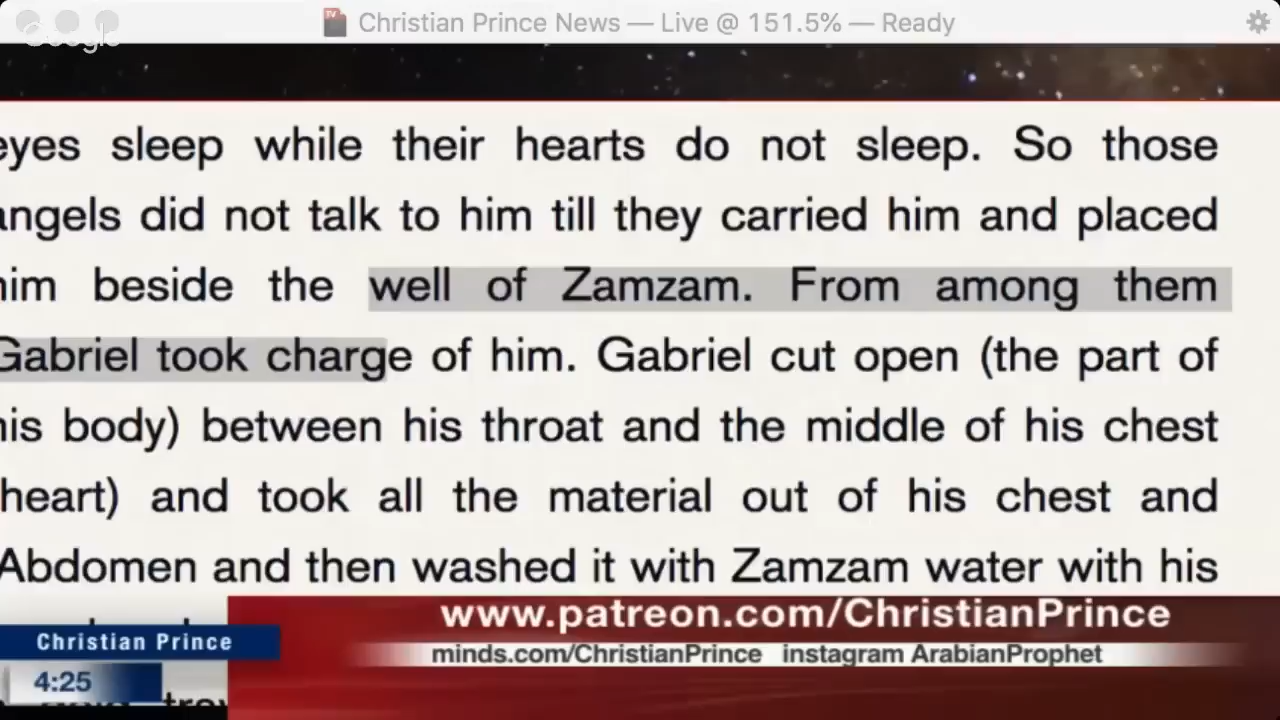 Christian Prince News — Live @ 151.5% — Ready
Google
eyes sleep while their hearts do not sleep. So those
angels did not talk to him till they carried him and placed
him beside the well of Zamzam. From among them
Gabriel took charge of him. Gabriel cut open (the part of
his body) between his throat and the middle of his chest
heart) and took all the material out of his chest and
Abdomen and then washed it with Zamzam water with his
www.patreon.com/ChristianPrince
Christian Prince
minds.com/ChristianPrince instagram ArabianProphet
4:25